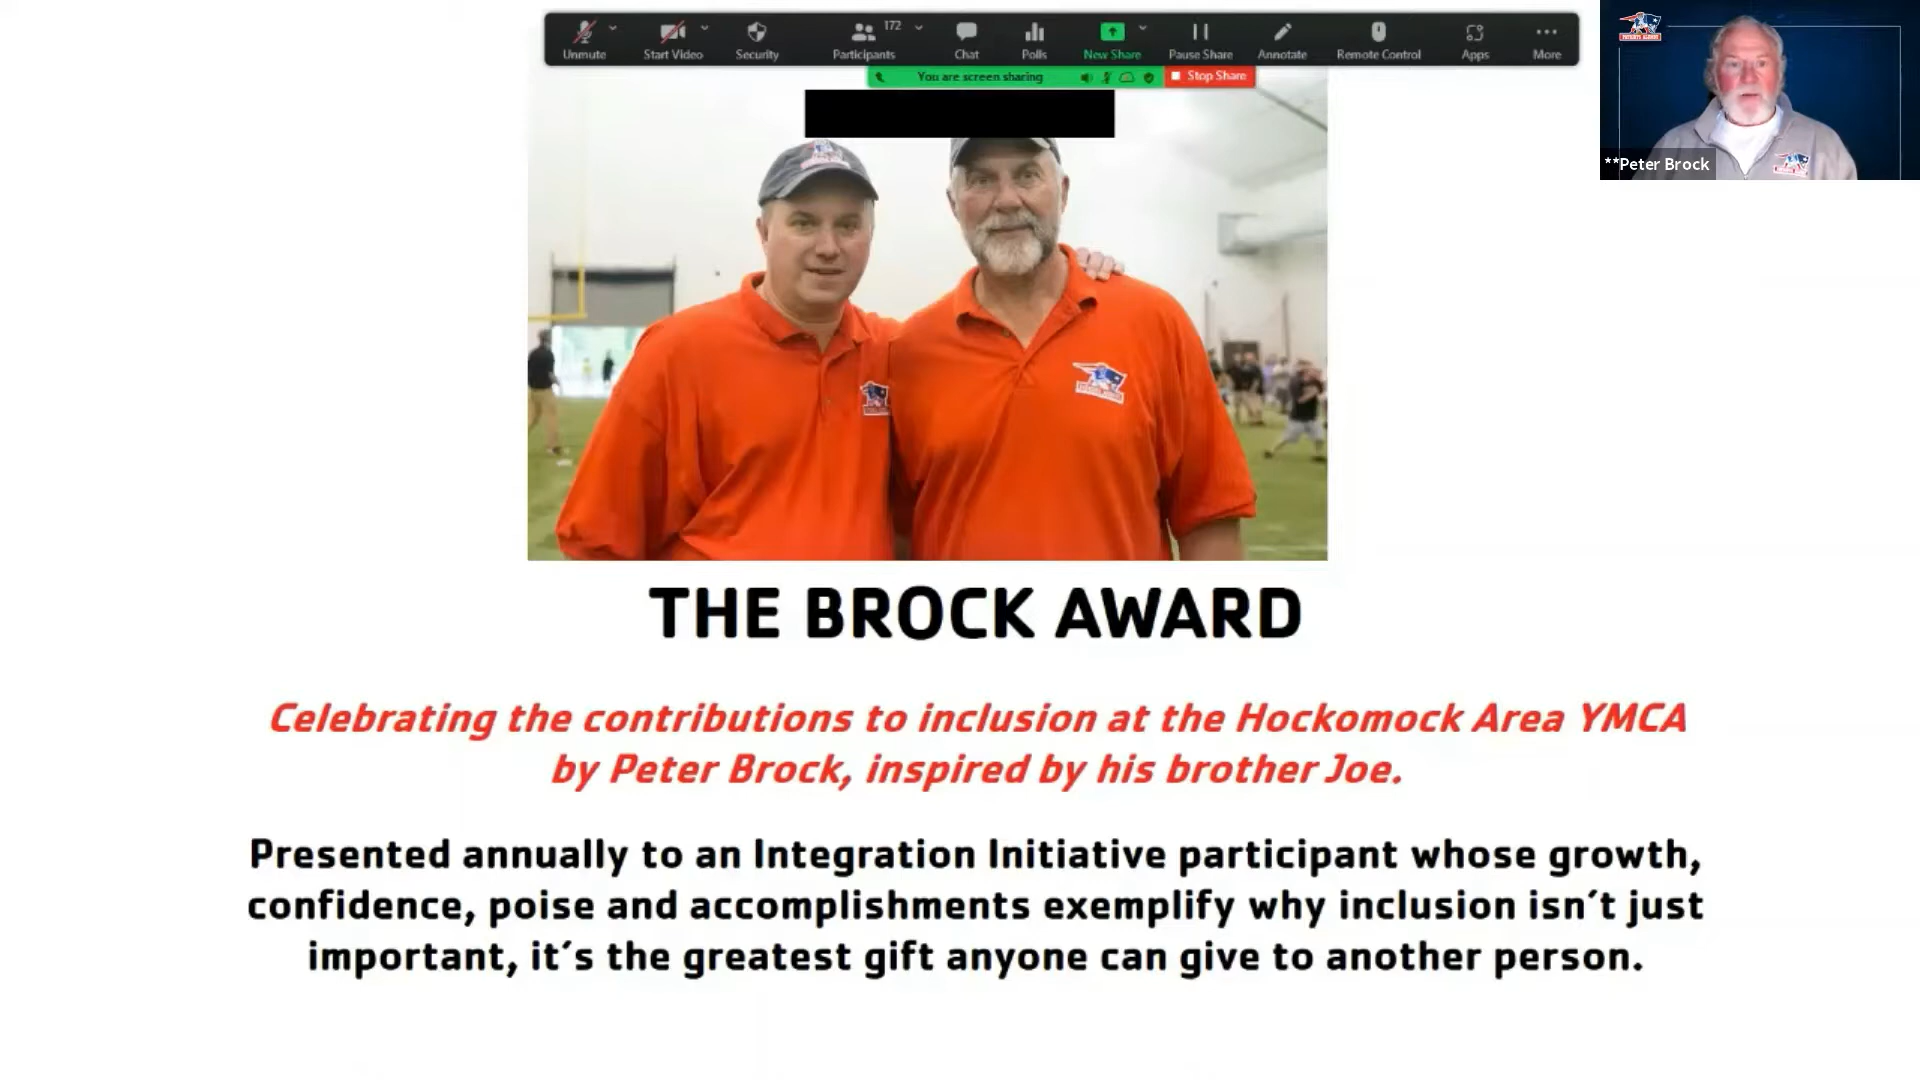 172
Unmute
Start Video
Security
Participants
Chat
Polls
New Share
Pause Share
Annotate
Remote Control
Apps
More
You are screen sharing
Stop Share
**Peter Brock
THE BROCK AWARD
Celebrating the contributions to inclusion at the Hockomock Area YMCA
by Peter Brock, inspired by his brother Joe.
Presented annually to an Integration Initiative participant whose growth,
confidence, poise and accomplishments exemplify why inclusion isn´t just
important, it´s the greatest gift anyone can give to another person.